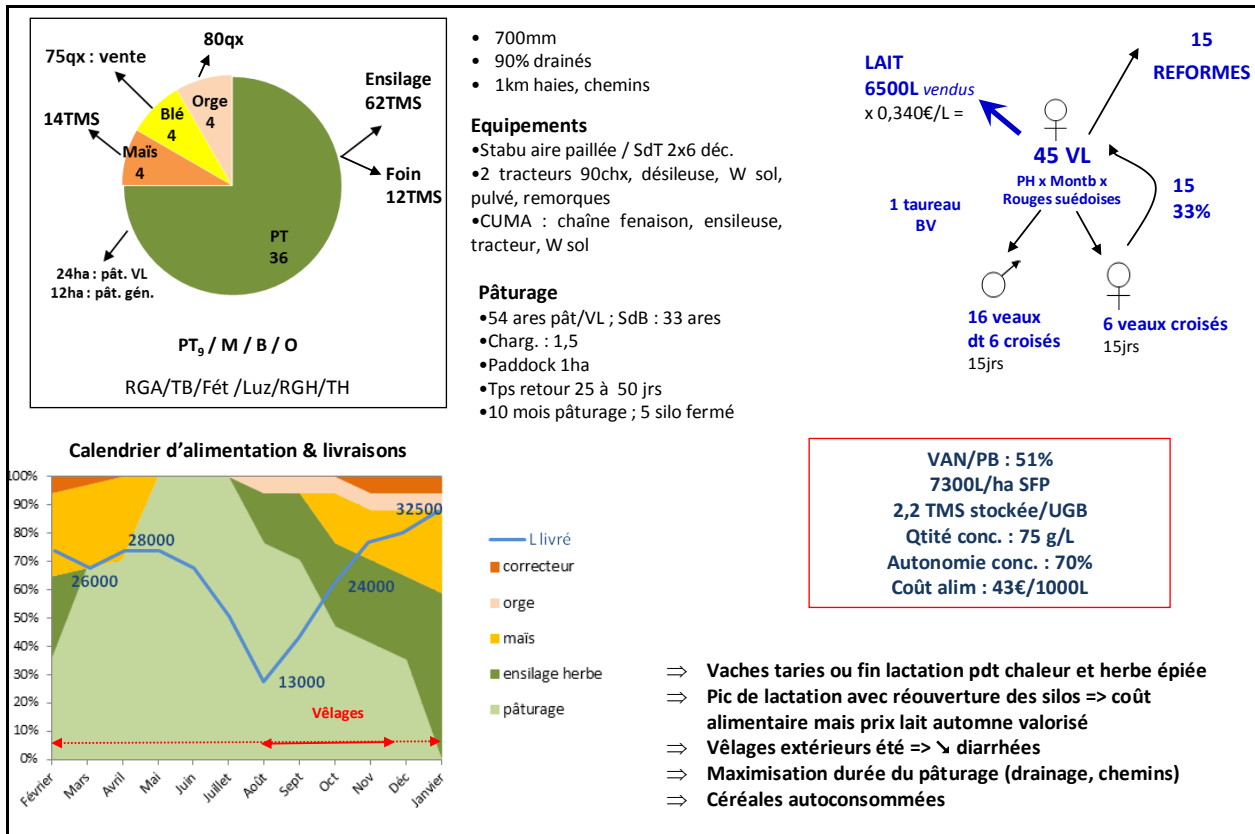 80qx
75qx : vente
Ensilage
62TMS
Orge
4
Blé
4
14TMS
Maïs
4
Foin
12TMS
PT
36
24ha : pât. VL
12ha : pât. gén.
PT₉ / M / B / O
RGA/TB/Fét /Luz/RGH/TH
• 700mm
• 90% drainés
• 1km haies, chemins
Equipements
•Stabu aire paillée / SdT 2x6 déc.
•2 tracteurs 90chx, désileuse, W sol,
pulvé, remorques
•CUMA : chaîne fenaison, ensileuse,
tracteur, W sol
Pâturage
•54 ares pât/VL ; SdB : 33 ares
•Charg. : 1,5
•Paddock 1ha
•Tps retour 25 à 50 jrs
•10 mois pâturage ; 5 silo fermé
LAIT
6500L vendus
x 0,340€/L =
15
REFORMES
45 VL
PH x Montb x
Rouges suédoises
1 taureau
BV
15
33%
16 veaux
dt 6 croisés
15jrs
6 veaux croisés
15jrs
Calendrier d'alimentation & livraisons
100%
90%
80%
70%
60%
50%
40%
30%
20%
10%
0%
26000
28000
13000
24000
32500
Vêlages
Février
Mars
Avril
Mai
Juin
Juillet
Août
Sept
Oct
Nov
Déc
Janvier
L livré
correcteur
orge
maïs
ensilage herbe
pâturage
VAN/PB : 51%
7300L/ha SFP
2,2 TMS stockée/UGB
Qtité conc. : 75 g/L
Autonomie conc. : 70%
Coût alim : 43€/1000L
⇒ Vaches taries ou fin lactation pdt chaleur et herbe épiée
⇒ Pic de lactation avec réouverture des silos => coût
alimentaire mais prix lait automne valorisé
⇒ Vêlages extérieurs été => ↘ diarrhées
⇒ Maximisation durée du pâturage (drainage, chemins)
⇒ Céréales autoconsommées